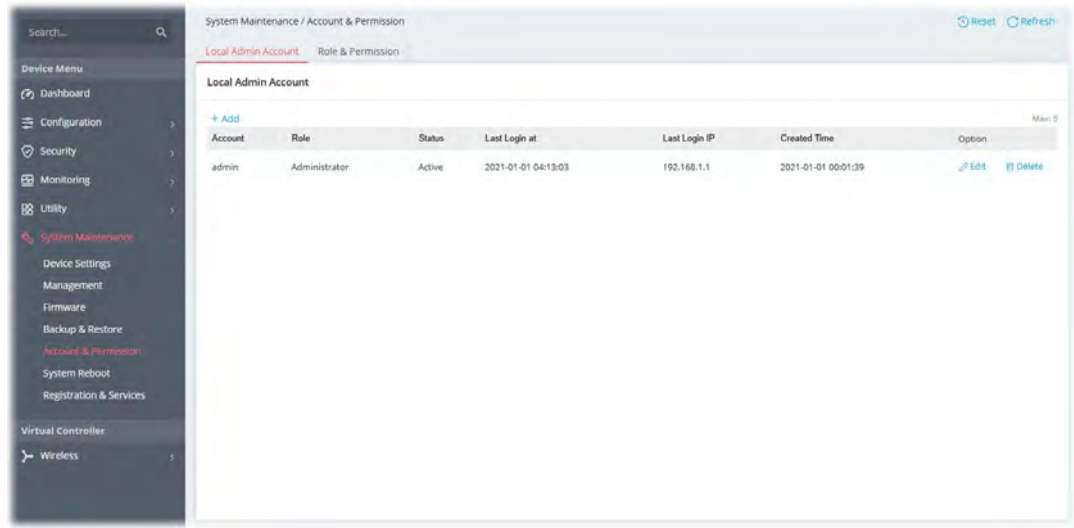 Search...
Device Menu
Dashboard
Configuration
Security
Monitoring
Utility
System Maintenance
Device Settings
Management
Firmware
Backup & Restore
Account & Permission
System Reboot
Registration & Services
Virtual Controller
Wireless
System Maintenance / Account & Permission
Reset Refresh
Local Admin Account Role & Permission
Local Admin Account
+ Add Max: 5
Account Role Status Last Login at Last Login IP Created Time Option
admin Administrator Active 2021-01-01 04:13:03 192.168.1.1 2021-01-01 00:01:39 Edit Delete